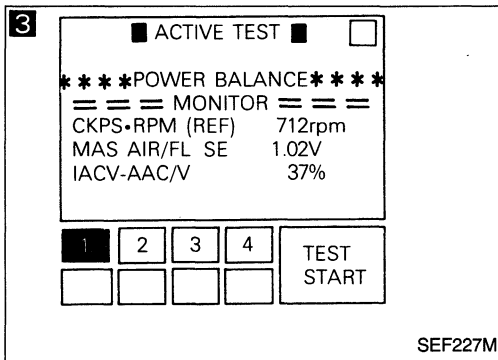 3
■ ACTIVE TEST ■
****POWER BALANCE****
=== MONITOR ===
CKPS•RPM (REF) 712rpm
MAS AIR/FL SE 1.02V
IACV-AAC/V 37%
1 2 3 4 TEST START
SEF227M